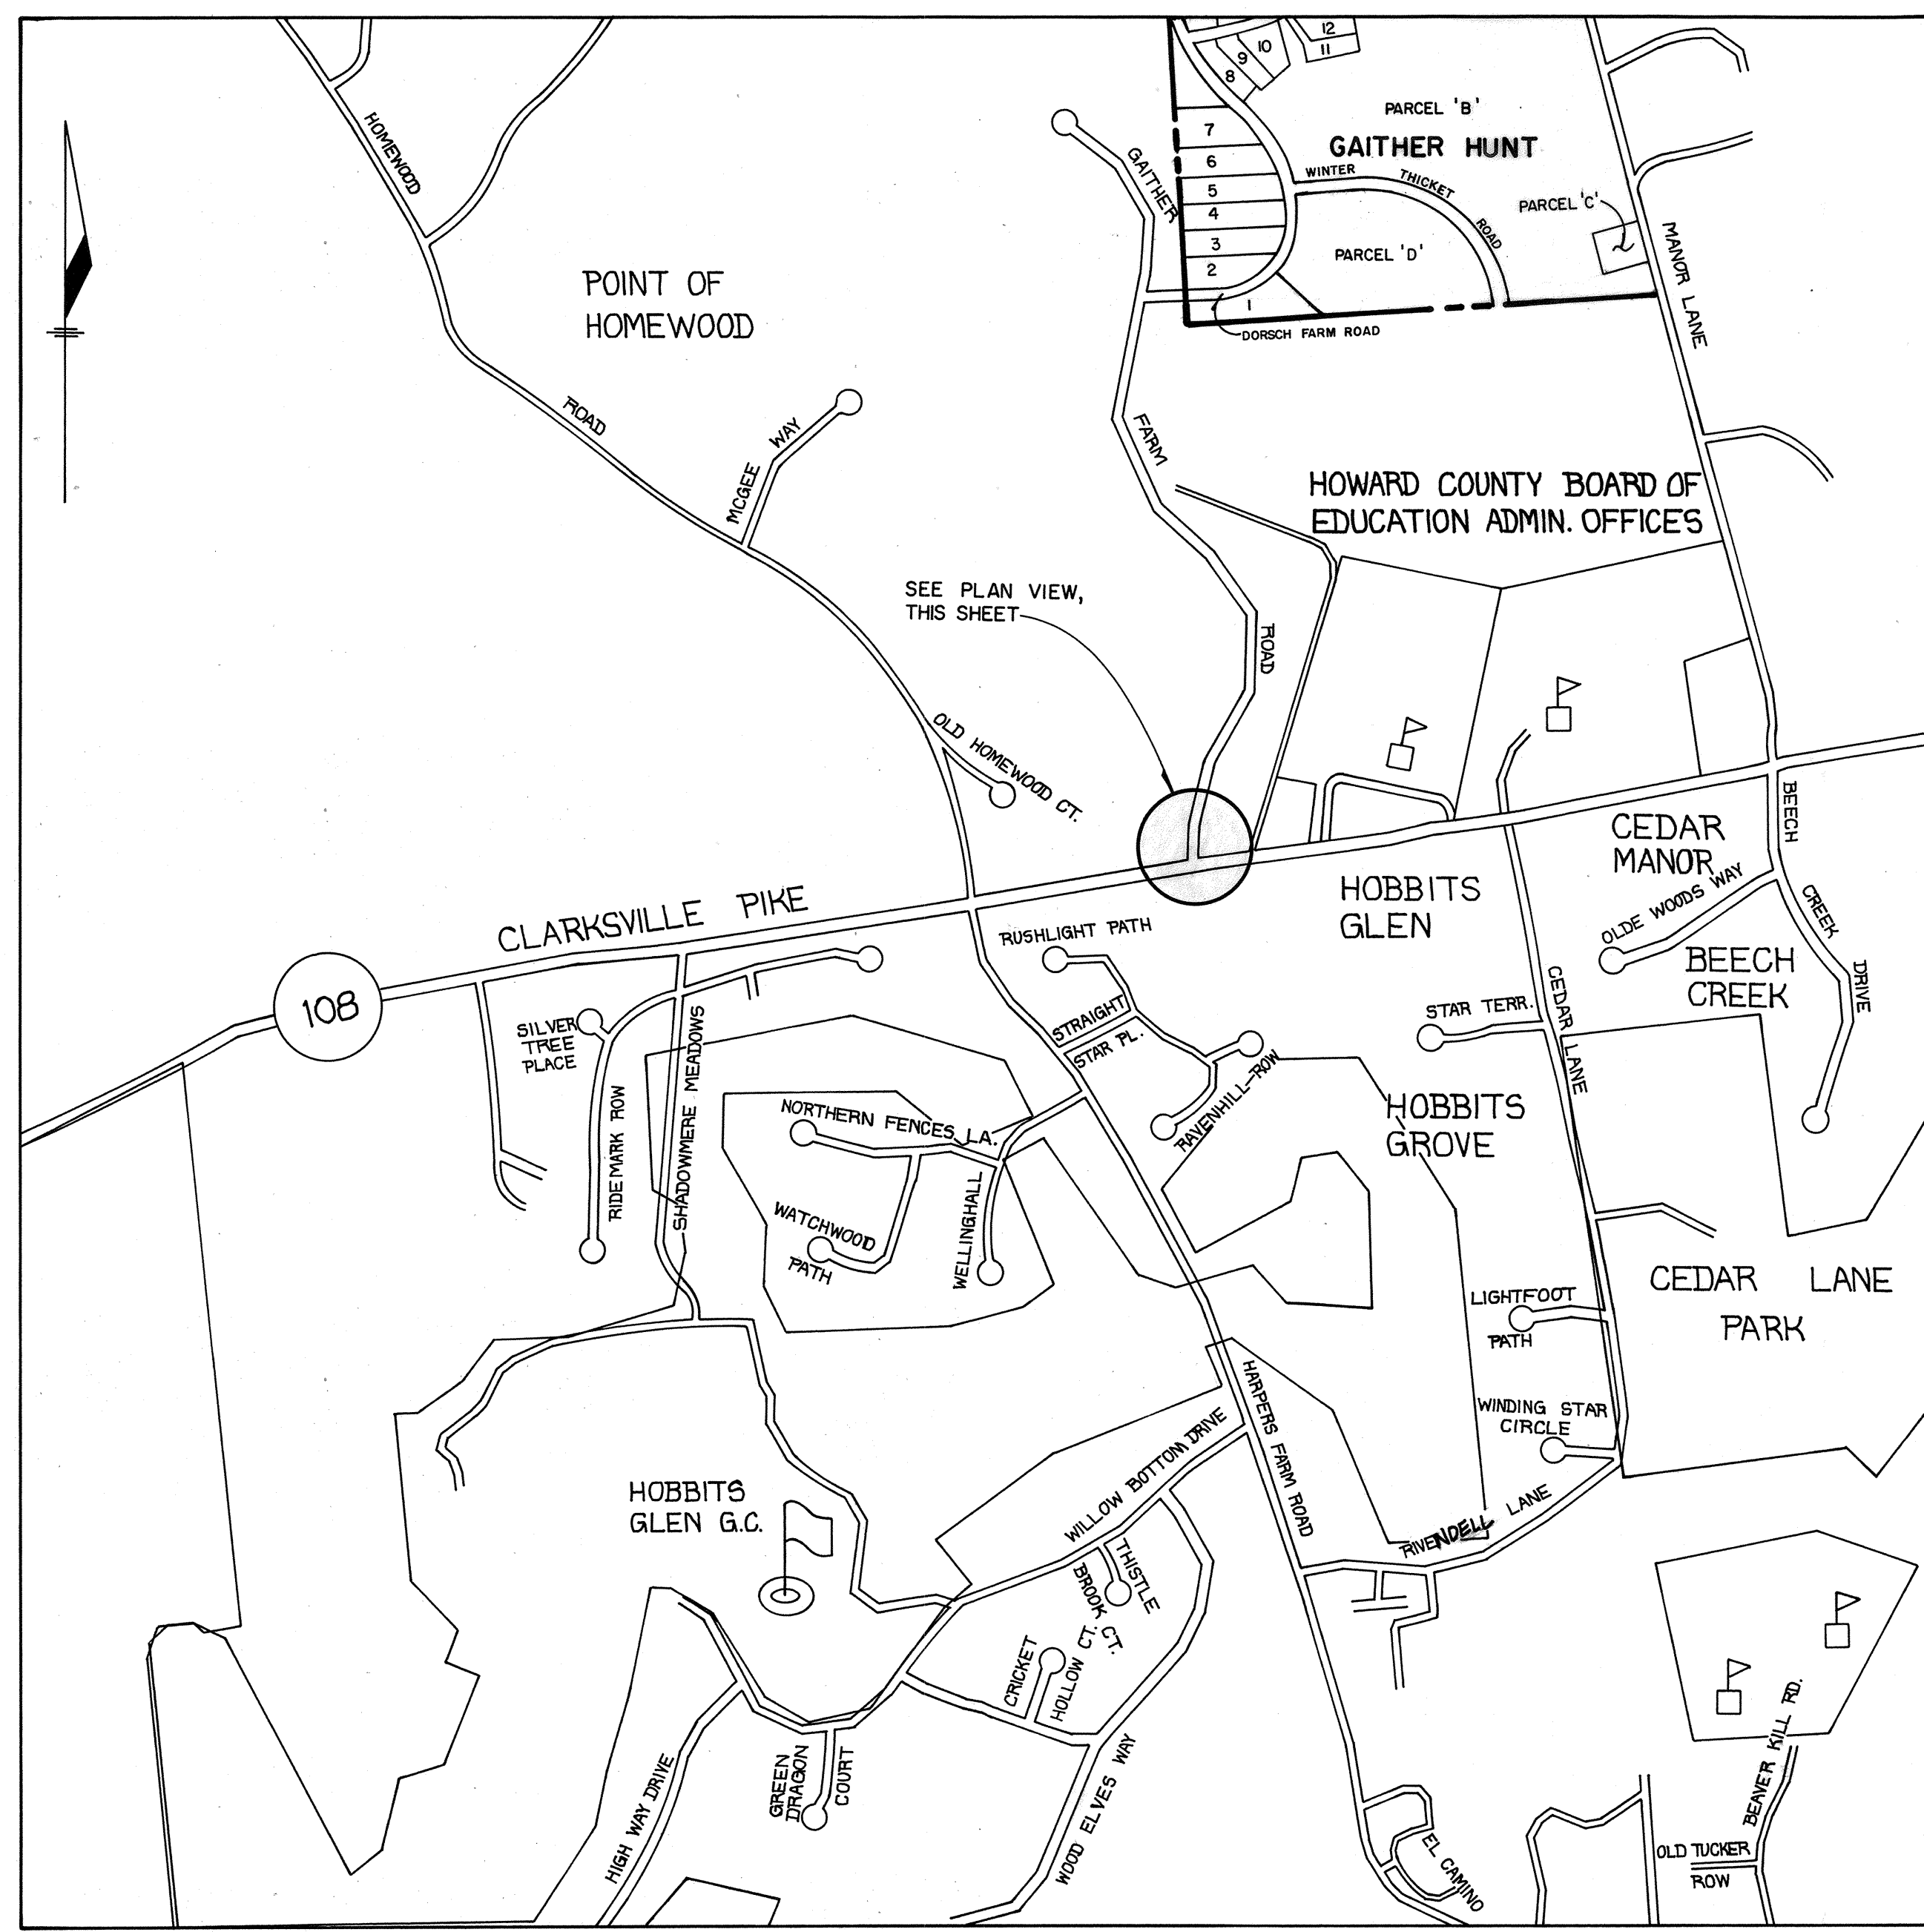 12
11
10
9
8
7
6
5
4
3
2
1
PARCEL 'B'
GAITHER HUNT
WINTER THICKET ROAD
PARCEL 'C'
PARCEL 'D'
DORSCH FARM ROAD
MANOR LANE
HOMEWOOD ROAD
GAITHER FARM ROAD
POINT OF
HOMEWOOD
MCGEE WAY
HOWARD COUNTY BOARD OF
EDUCATION ADMIN. OFFICES
SEE PLAN VIEW,
THIS SHEET
OLD HOMEWOOD CT.
CLARKSVILLE PIKE
108
CEDAR
MANOR
BEECH CREEK DRIVE
OLDE WOODS WAY
HOBBITS
GLEN
BEECH
CREEK
RUSHLIGHT PATH
STRAIGHT
STAR PL.
STAR TERR.
CEDAR LANE
SILVER
TREE
PLACE
RIDEMARK ROW
SHADOWMERE MEADOWS
NORTHERN FENCES LA.
RAVENHILL ROW
HOBBITS
GROVE
WATCHWOOD
PATH
WELLINGHALL
LIGHTFOOT
PATH
CEDAR LANE
PARK
WINDING STAR
CIRCLE
HARPERS FARM ROAD
WILLOW BOTTOM DRIVE
RIVENDELL LANE
HOBBITS
GLEN G.C.
THISTLE
BROOK CT.
CRICKET
HOLLOW CT.
GREEN
DRAGON
COURT
HIGH WAY DRIVE
WOOD ELVES WAY
EL CAMINO
BEAVER KILL RD.
OLD TUCKER
ROW